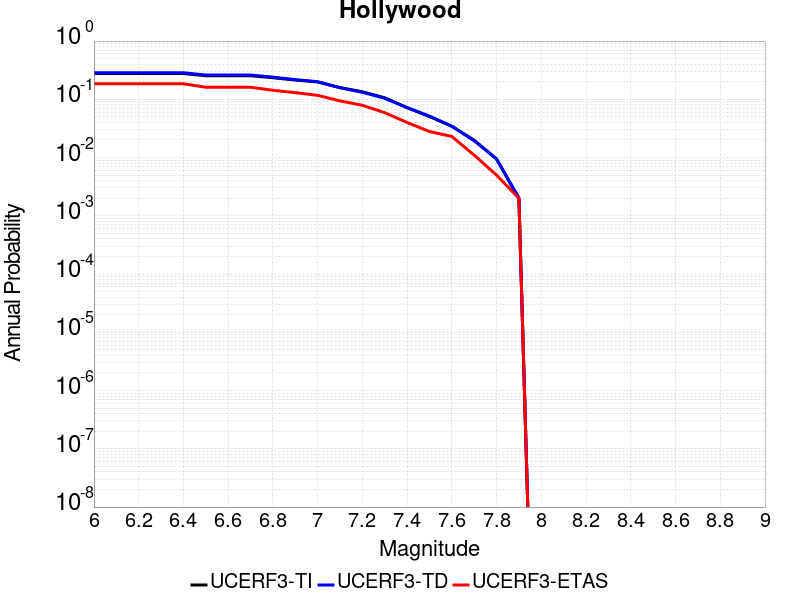 Hollywood
10^0
10^-1
10^-2
10^-3
10^-4
10^-5
10^-6
10^-7
10^-8
Annual Probability
6 6.2 6.4 6.6 6.8 7 7.2 7.4 7.6 7.8 8 8.2 8.4 8.6 8.8 9
Magnitude
UCERF3-TI UCERF3-TD UCERF3-ETAS